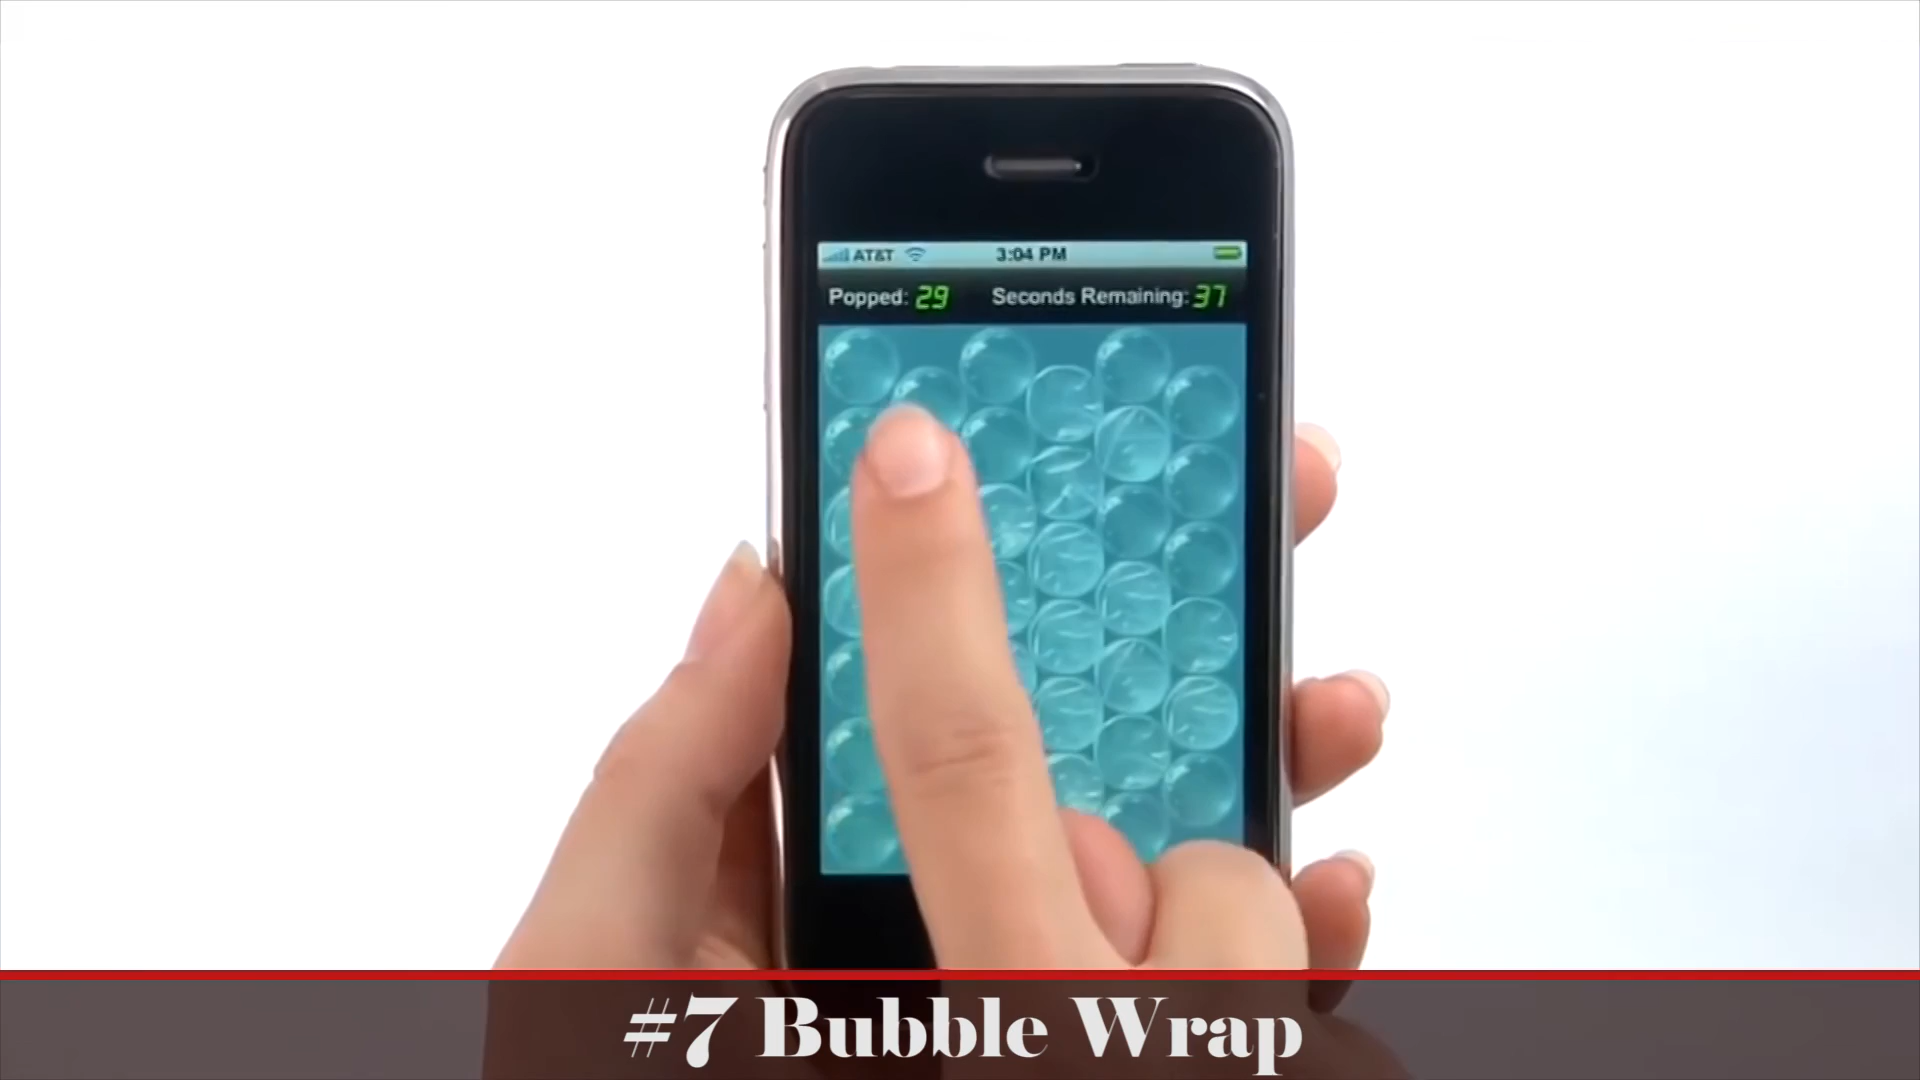 AT&T 3:04 PM
Popped: 29 Seconds Remaining: 37
#7 Bubble Wrap